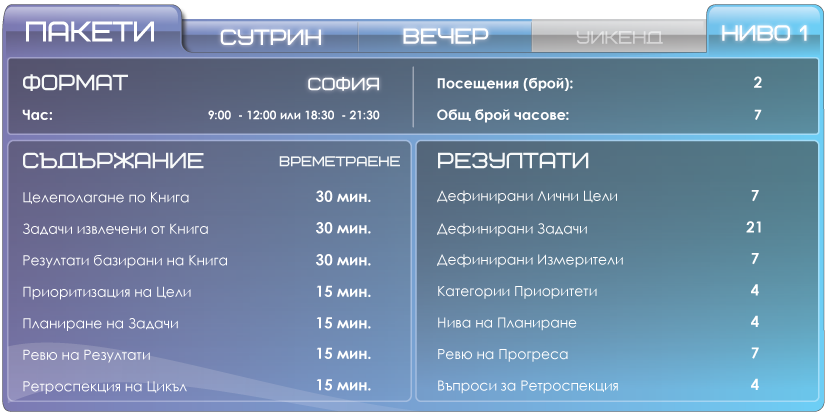 ПАКЕТИ СУТРИН ВЕЧЕР УИКЕНД НИВО 1
ФОРМАТ СОФИЯ
Час: 9:00 - 12:00 или 18:30 - 21:30
Посещения (брой): 2
Общ брой часове: 7
СЪДЪРЖАНИЕ ВРЕМЕТРАЕНЕ
Целеполагане по Книга 30 мин.
Задачи извлечени от Книга 30 мин.
Резултати базирани на Книга 30 мин.
Приоритизация на Цели 15 мин.
Планиране на Задачи 15 мин.
Ревю на Резултати 15 мин.
Ретроспекция на Цикъл 15 мин.
РЕЗУЛТАТИ
Дефинирани Лични Цели 7
Дефинирани Задачи 21
Дефинирани Измерители 7
Категории Приоритети 4
Нива на Планиране 4
Ревю на Прогреса 7
Въпроси за Ретроспекция 4